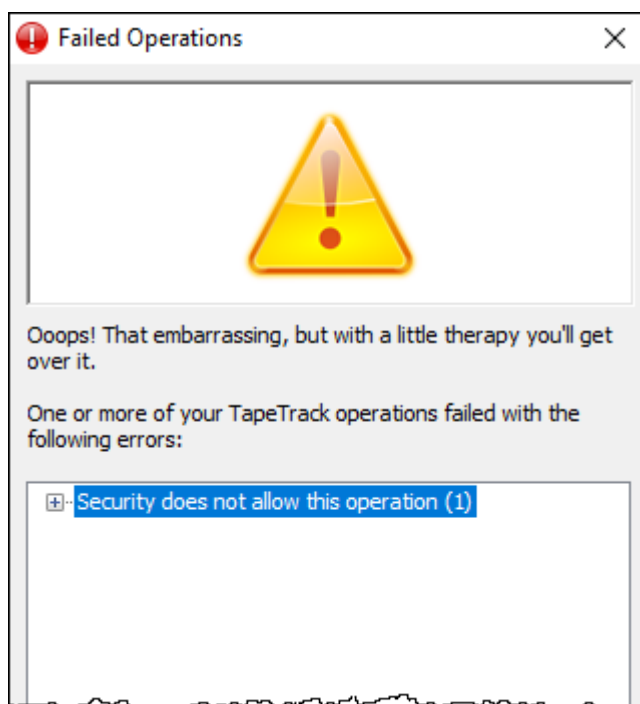 Failed Operations
Ooops! That embarrassing, but with a little therapy you'll get
over it.
One or more of your TapeTrack operations failed with the
following errors:
Security does not allow this operation (1)